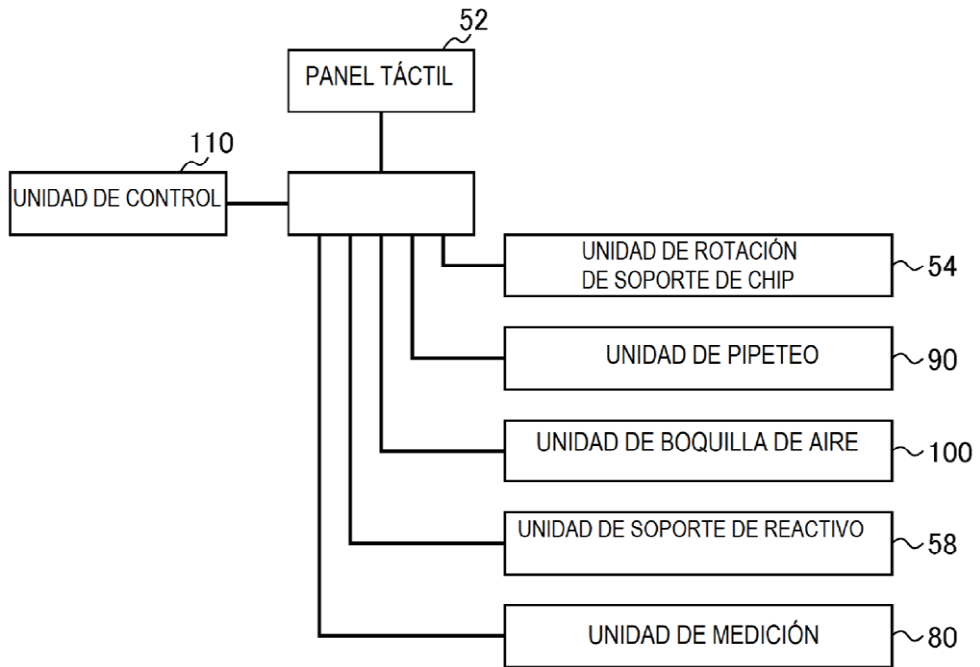 52
PANEL TÁCTIL
110
UNIDAD DE CONTROL
UNIDAD DE ROTACIÓN
DE SOPORTE DE CHIP
54
UNIDAD DE PIPETEO
90
UNIDAD DE BOQUILLA DE AIRE
100
UNIDAD DE SOPORTE DE REACTIVO
58
UNIDAD DE MEDICIÓN
80